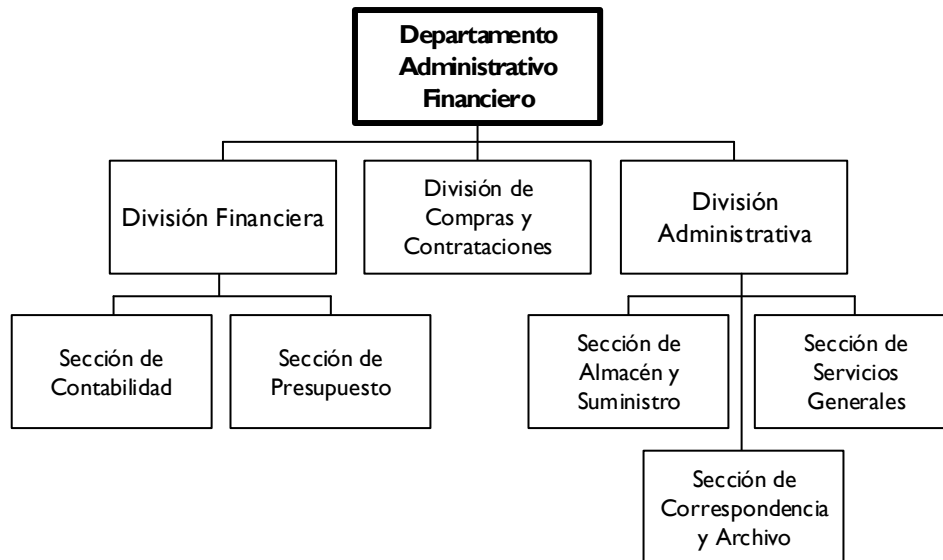 Departamento
Administrativo
Financiero
División Financiera
División de
Compras y
Contrataciones
División
Administrativa
Sección de
Contabilidad
Sección de
Presupuesto
Sección de
Almacén y
Suministro
Sección de
Servicios
Generales
Sección de
Correspondencia
y Archivo